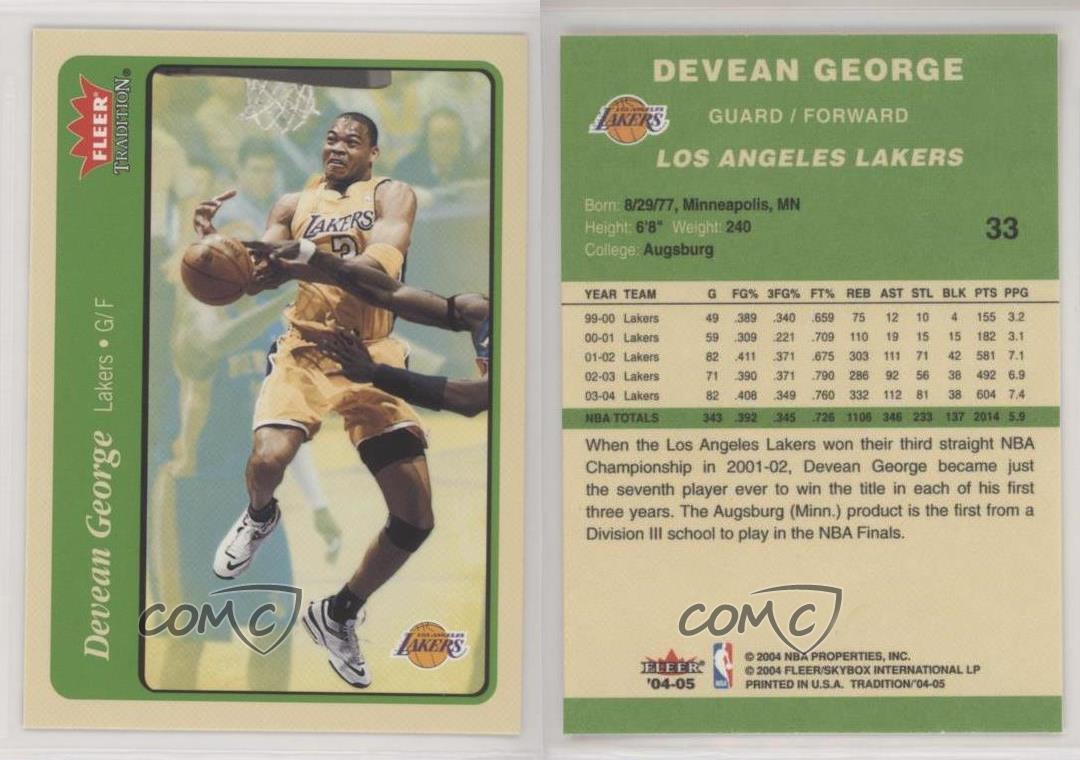 FLEER®
TRADITION®
Devean George Lakers • G/F
LAKERS
3
LOS ANGELES
LAKERS
COMC
DEVEAN GEORGE
LOS ANGELES
LAKERS
GUARD / FORWARD
LOS ANGELES LAKERS
Born: 8/29/77, Minneapolis, MN
Height: 6'8" Weight: 240
College: Augsburg
33
YEAR TEAM G FG% 3FG% FT% REB AST STL BLK PTS PPG
99-00 Lakers 49 .389 .340 .659 75 12 10 4 155 3.2
00-01 Lakers 59 .309 .221 .709 110 19 15 15 182 3.1
01-02 Lakers 82 .411 .371 .675 303 111 71 42 581 7.1
02-03 Lakers 71 .390 .371 .790 286 92 56 38 492 6.9
03-04 Lakers 82 .408 .349 .760 332 112 81 38 604 7.4
NBA TOTALS 343 .392 .345 .726 1106 346 233 137 2014 5.9
When the Los Angeles Lakers won their third straight NBA
Championship in 2001-02, Devean George became just
the seventh player ever to win the title in each of his first
three years. The Augsburg (Minn.) product is the first from a
Division III school to play in the NBA Finals.
COMC
FLEER
'04-05
NBA
© 2004 NBA PROPERTIES, INC.
© 2004 FLEER/SKYBOX INTERNATIONAL LP
PRINTED IN U.S.A. TRADITION/'04-05